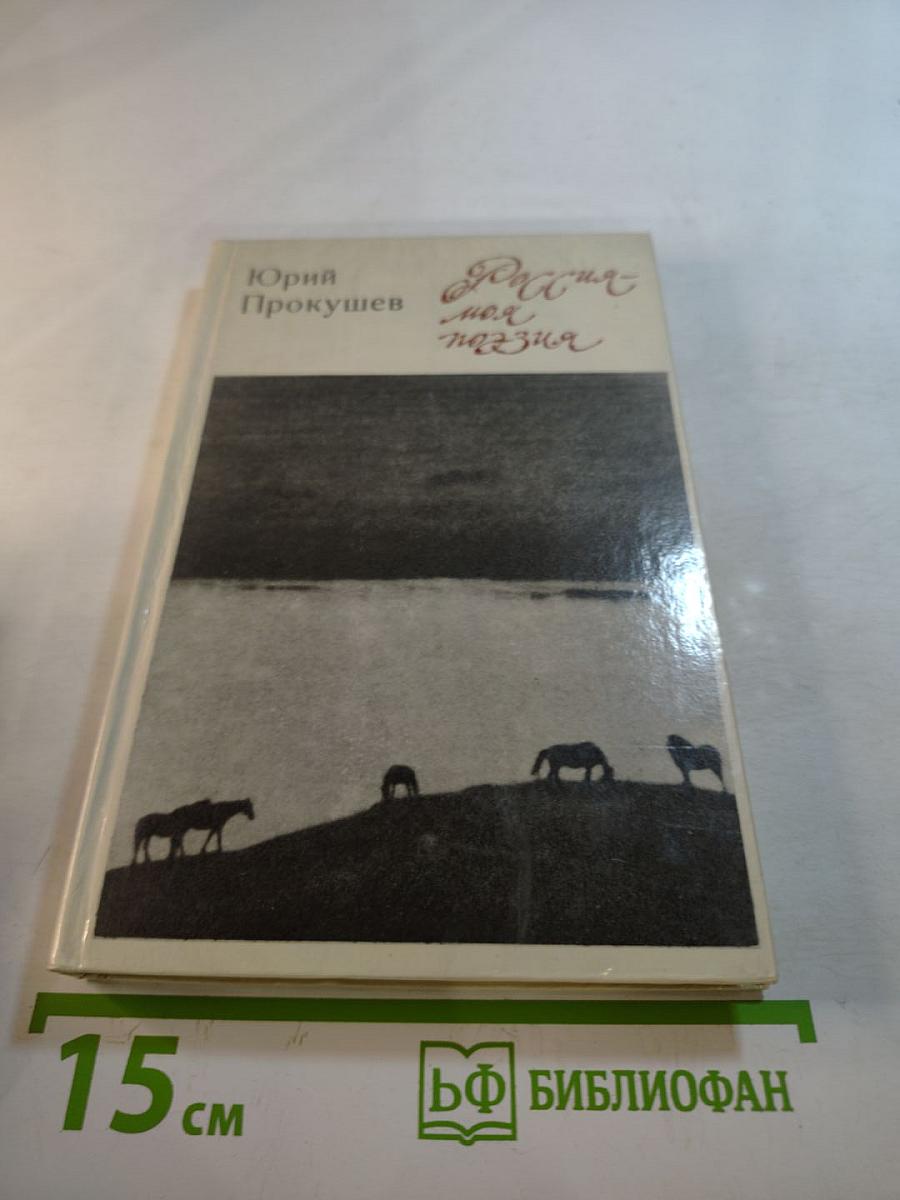 Юрий
Прокушев
Россия-
моя
поэзия
15 см
ЬФ БИБЛИОФАН